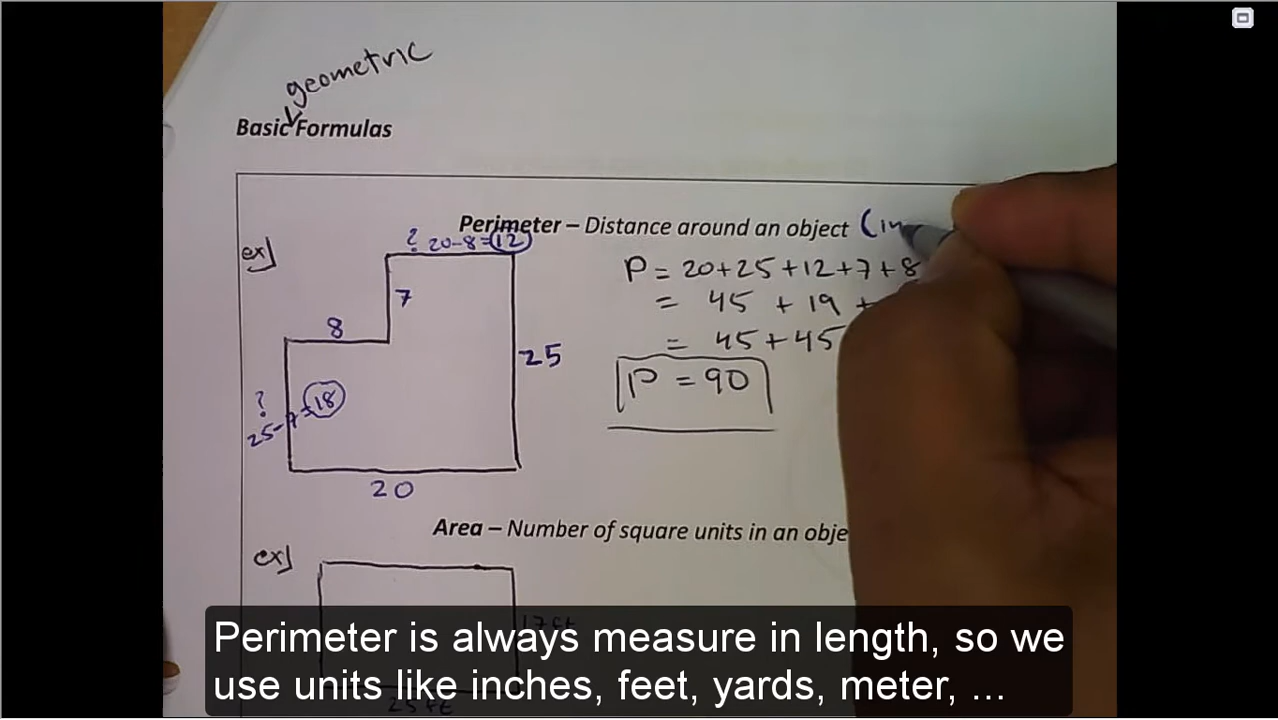 geometric
Basic Formulas
Perimeter – Distance around an object (in
ex)
? 20-8=12
P = 20+25+12+7+8
7
= 45 + 19 +
8
= 45+45
25
P = 90
?
25-7=18
20
Area – Number of square units in an obje
ex)
17ft
25ft
Perimeter is always measure in length, so we
use units like inches, feet, yards, meter, ...